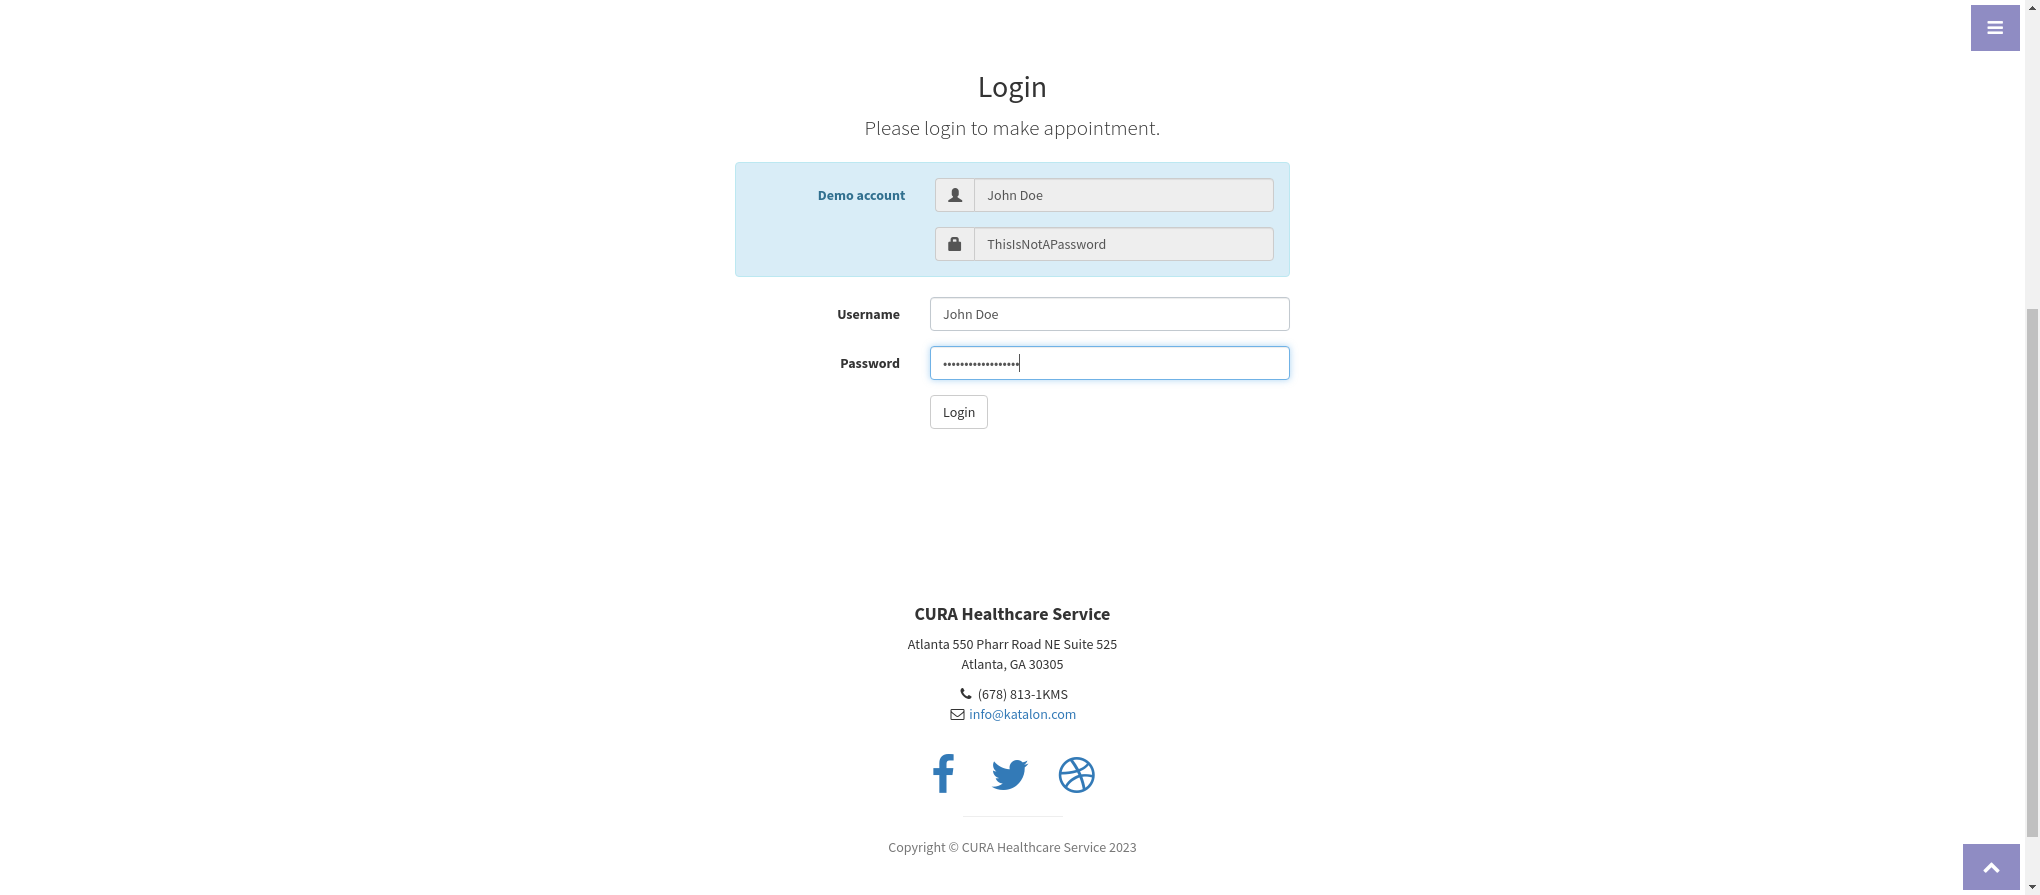 Login
Please login to make appointment.
Demo account
John Doe
ThisIsNotAPassword
Username
John Doe
Password
••••••••••••••••••
Login
CURA Healthcare Service
Atlanta 550 Pharr Road NE Suite 525
Atlanta, GA 30305
(678) 813-1KMS
info@katalon.com
Copyright © CURA Healthcare Service 2023